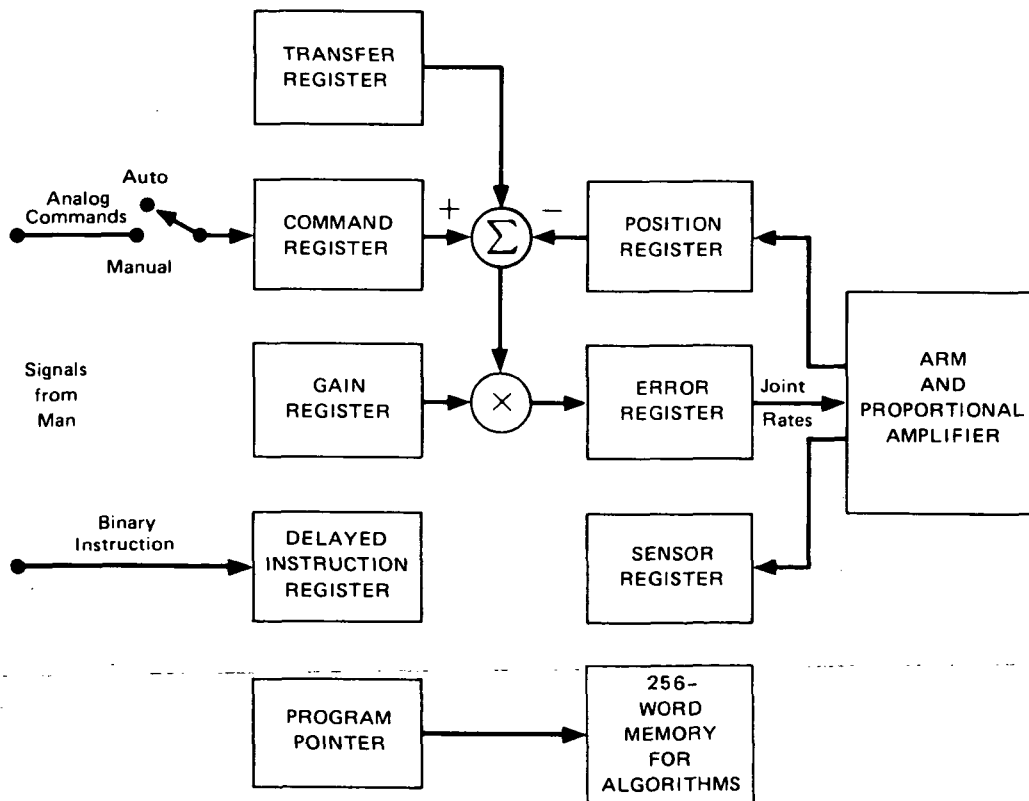 TRANSFER
REGISTER
Auto
Analog
Commands
Manual
COMMAND
REGISTER
+
Σ
−
POSITION
REGISTER
Signals
from
Man
GAIN
REGISTER
×
ERROR
REGISTER
Joint
Rates
ARM
AND
PROPORTIONAL
AMPLIFIER
Binary
Instruction
DELAYED
INSTRUCTION
REGISTER
SENSOR
REGISTER
PROGRAM
POINTER
256-
WORD
MEMORY
FOR
ALGORITHMS